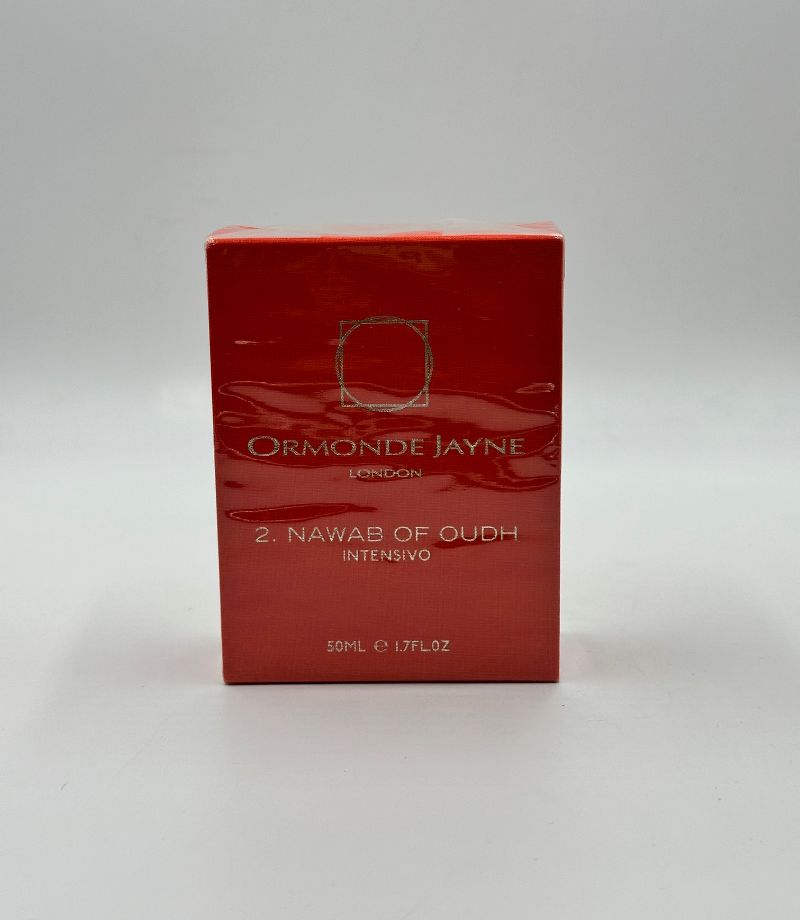 ORMONDE JAYNE
LONDON
2. NAWAB OF OUDH
INTENSIVO
50ML ℮ 1.7FL.OZ